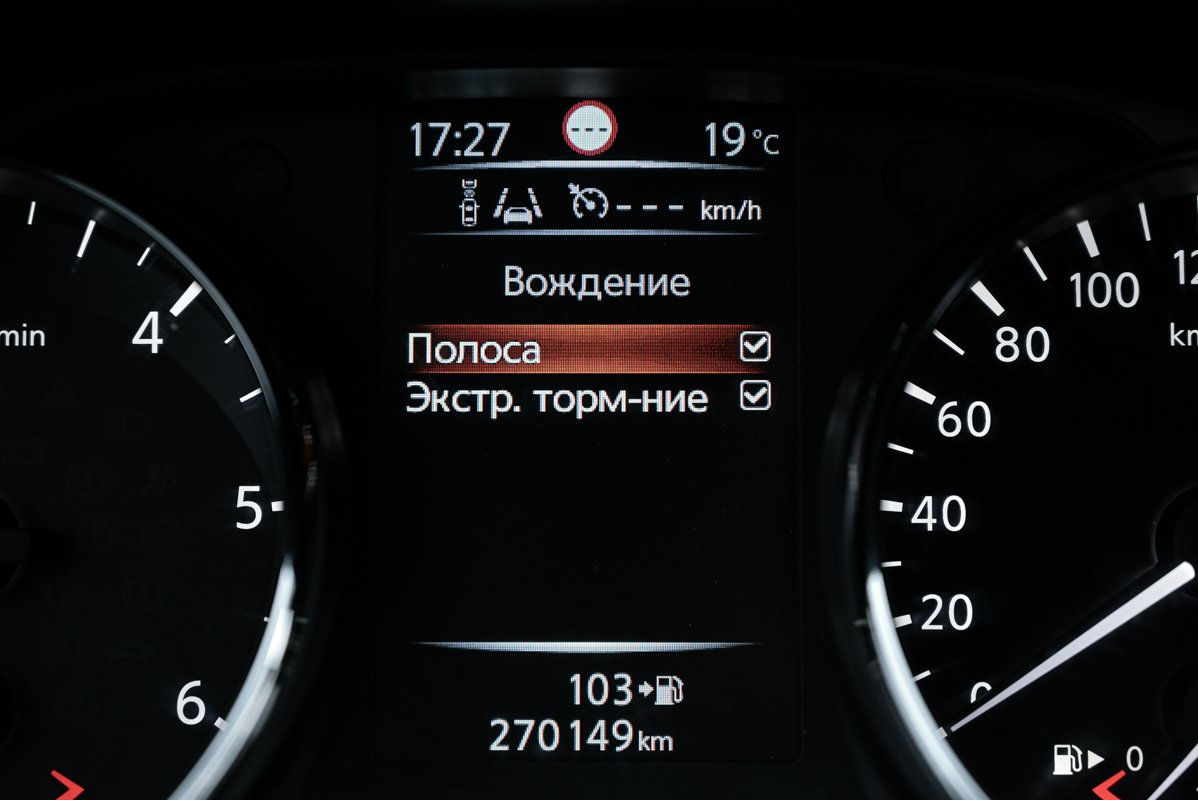 17:27 --- 19 °C
--- km/h
Вождение
Полоса
Экстр. торм-ние
103
270149 km
min
4
5
6
100
80
60
40
20
0
0